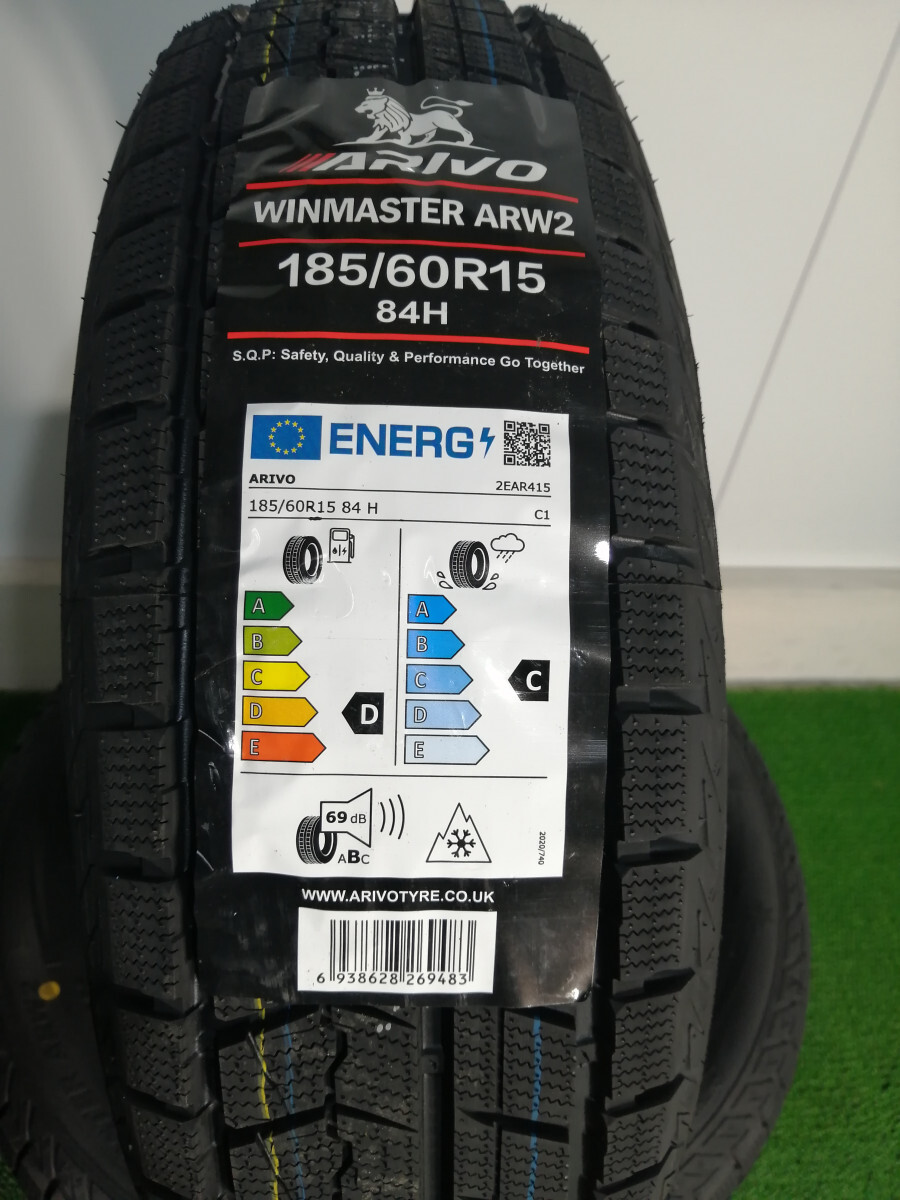 ARIVO
WINMASTER ARW2
185/60R15
84H
S.Q.P: Safety, Quality & Performance Go Together
ENERG
ARIVO 2EAR415
185/60R15 84 H C1
A A
B B
C C C
D D D
E E
69 dB
ABC
2020/740
WWW.ARIVOTYRE.CO.UK
6 938628 269483